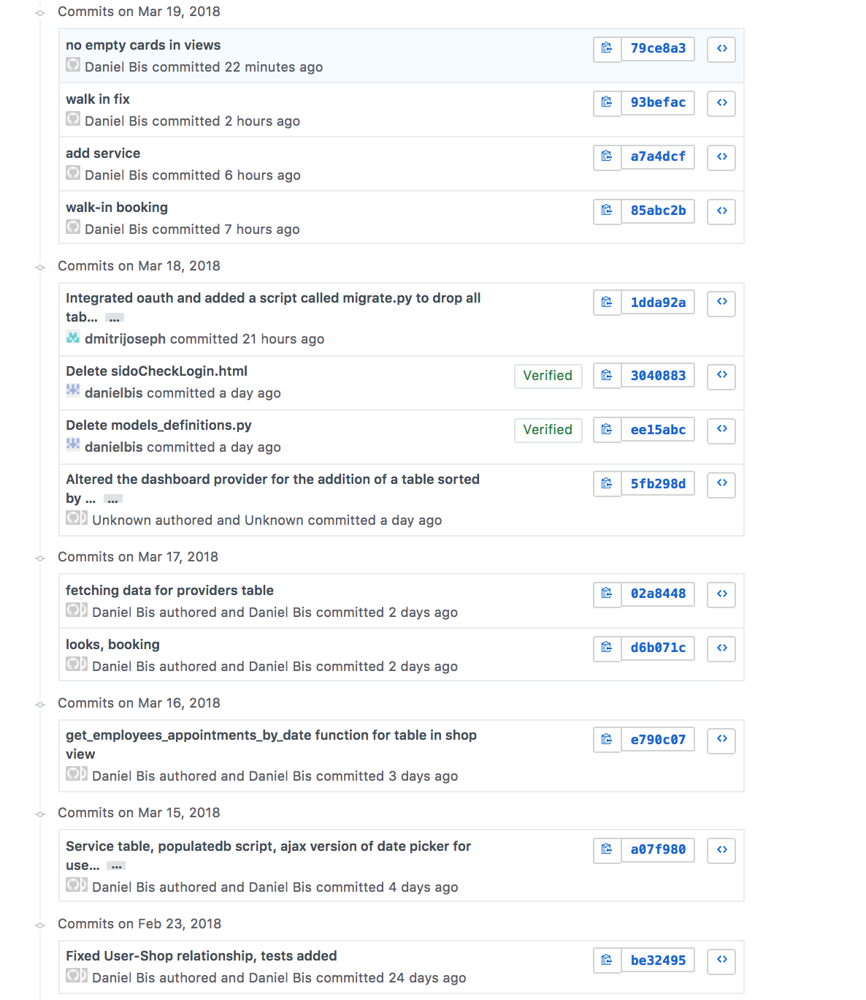 Commits on Mar 19, 2018
no empty cards in views
Daniel Bis committed 22 minutes ago
79ce8a3
walk in fix
Daniel Bis committed 2 hours ago
93befac
add service
Daniel Bis committed 6 hours ago
a7a4dcf
walk-in booking
Daniel Bis committed 7 hours ago
85abc2b
Commits on Mar 18, 2018
Integrated oauth and added a script called migrate.py to drop all
tab... ...
dmitrijoseph committed 21 hours ago
1dda92a
Delete sidoCheckLogin.html
danielbis committed a day ago
Verified
3040883
Delete models_definitions.py
danielbis committed a day ago
Verified
ee15abc
Altered the dashboard provider for the addition of a table sorted
by ... ...
Unknown authored and Unknown committed a day ago
5fb298d
Commits on Mar 17, 2018
fetching data for providers table
Daniel Bis authored and Daniel Bis committed 2 days ago
02a8448
looks, booking
Daniel Bis authored and Daniel Bis committed 2 days ago
d6b071c
Commits on Mar 16, 2018
get_employees_appointments_by_date function for table in shop
view
Daniel Bis authored and Daniel Bis committed 3 days ago
e790c07
Commits on Mar 15, 2018
Service table, populatedb script, ajax version of date picker for
use... ...
Daniel Bis authored and Daniel Bis committed 4 days ago
a07f980
Commits on Feb 23, 2018
Fixed User-Shop relationship, tests added
Daniel Bis authored and Daniel Bis committed 24 days ago
be32495